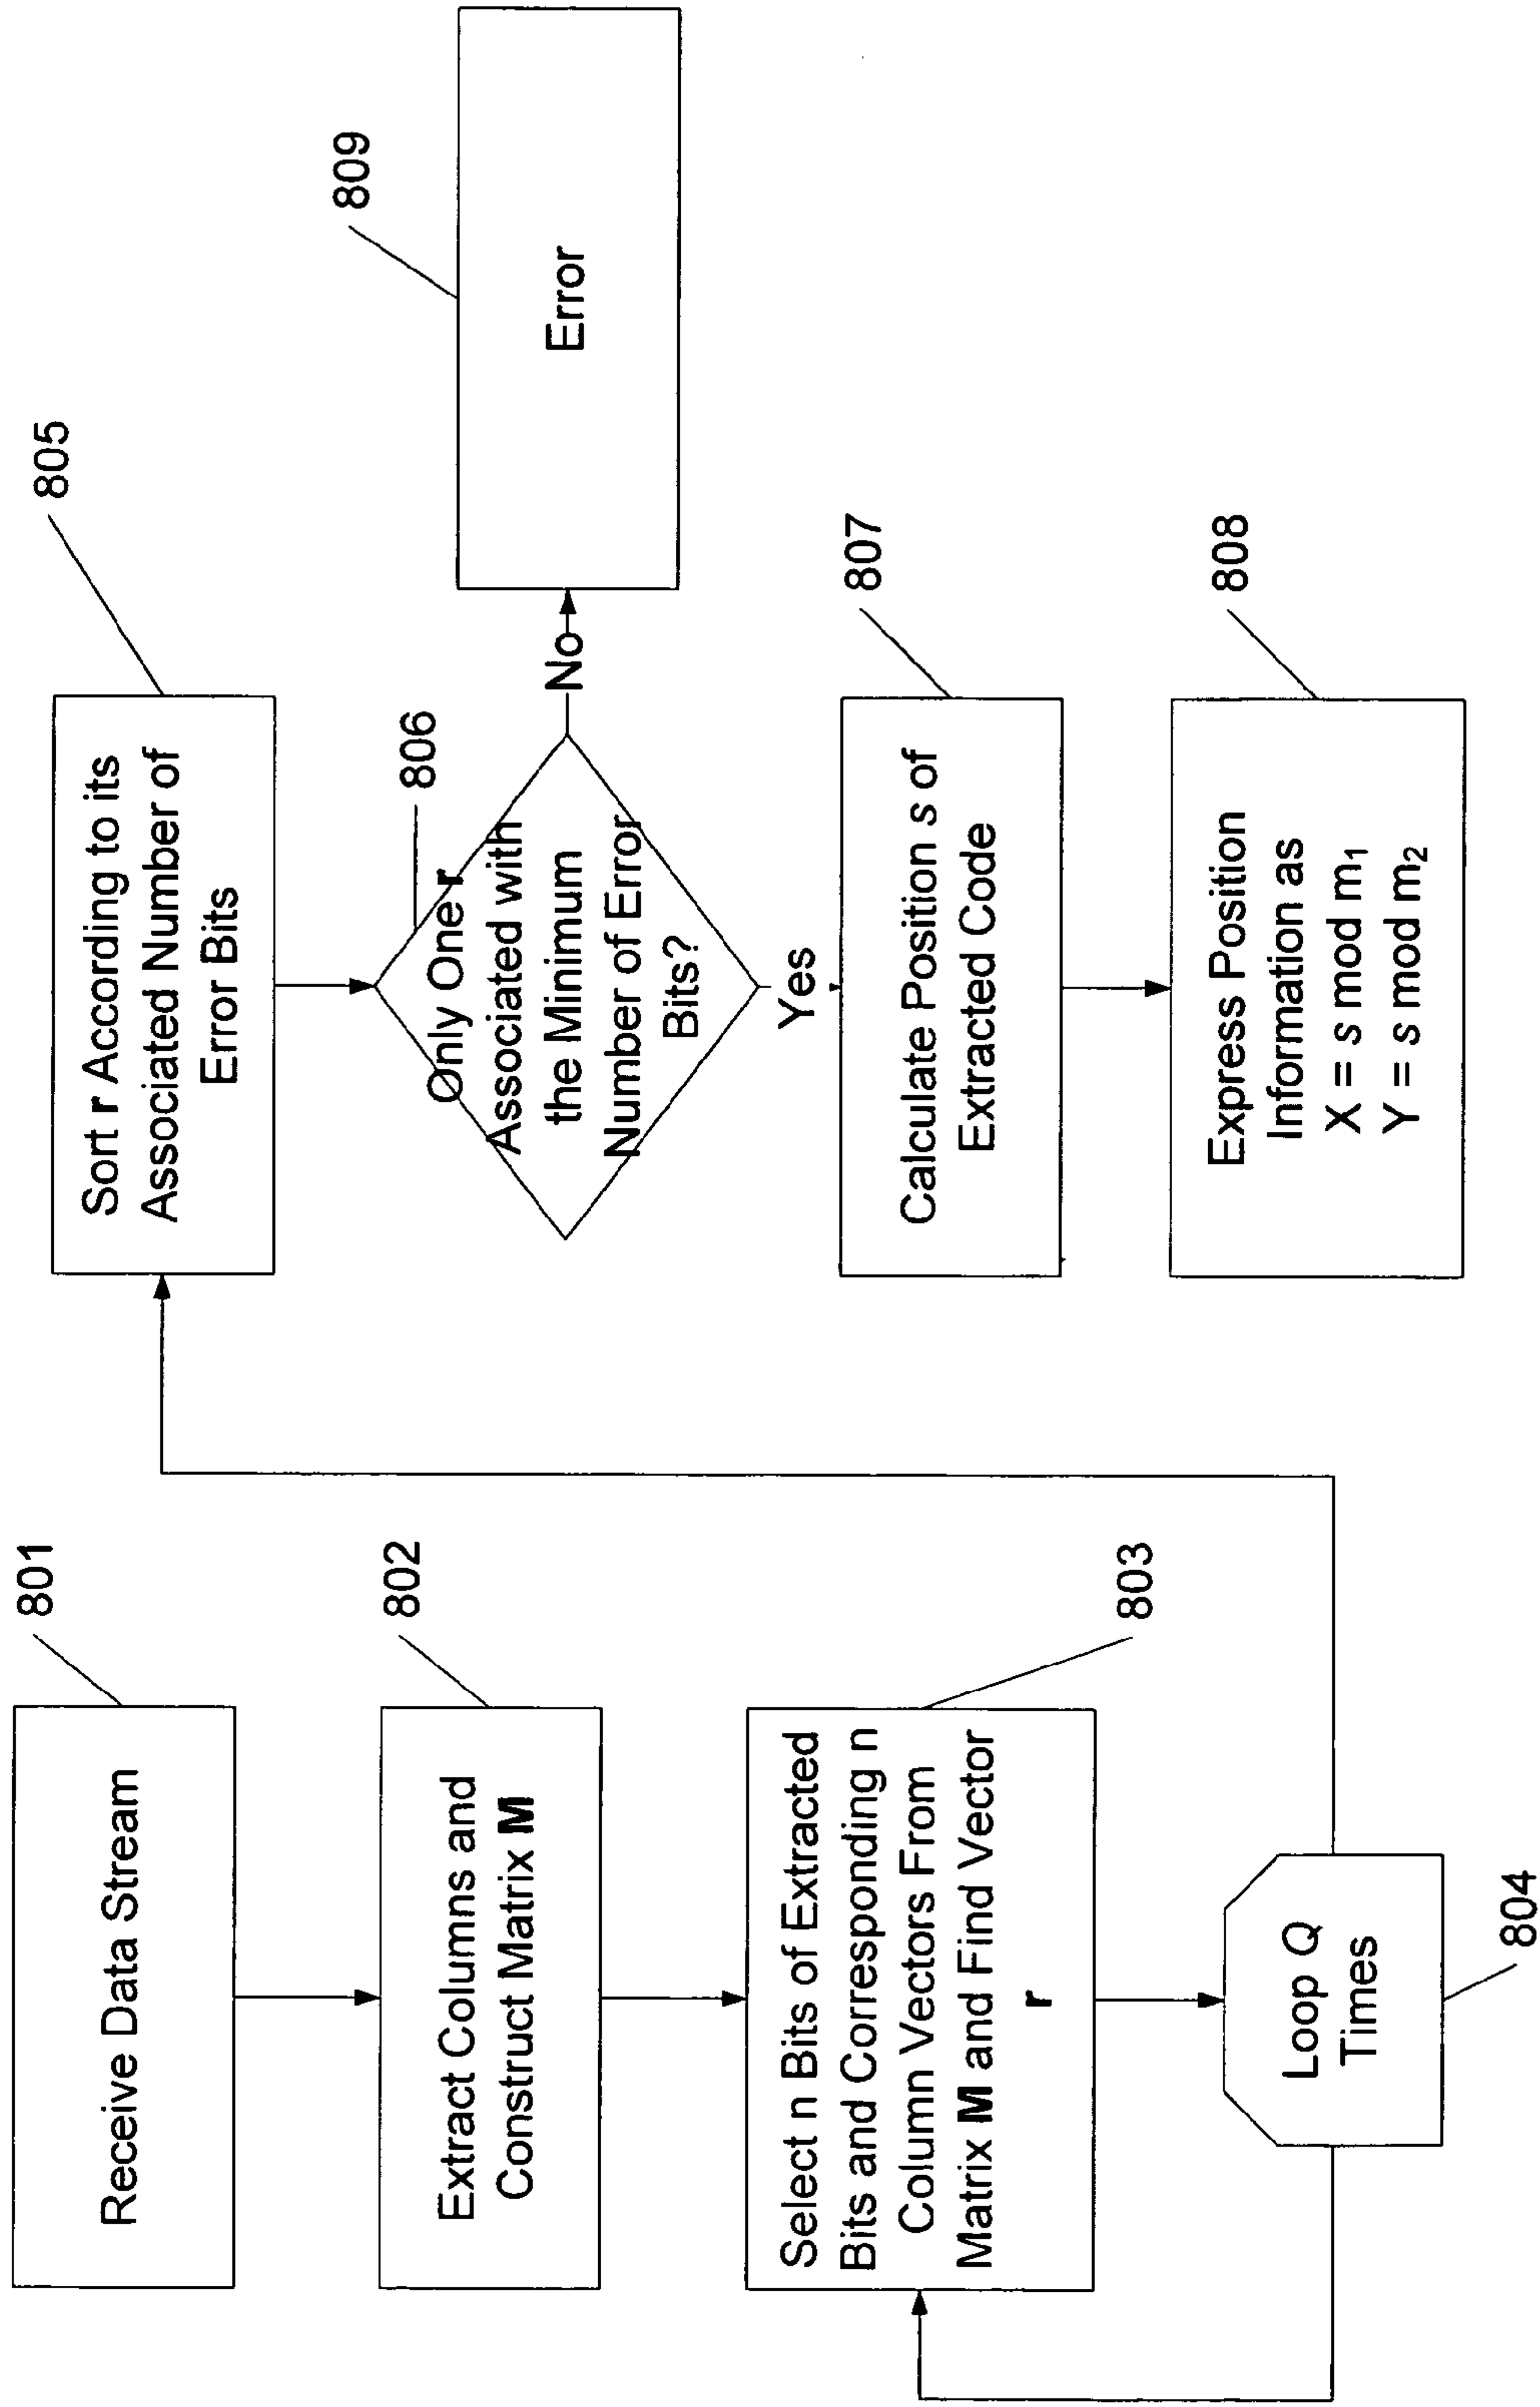 801
Receive Data Stream
802
Extract Columns and
Construct Matrix M
803
Select n Bits of Extracted
Bits and Corresponding n
Column Vectors From
Matrix M and Find Vector
r
Loop Q
Times
804
805
Sort r According to its
Associated Number of
Error Bits
806
Only One r
Associated with
the Minimum
Number of Error
Bits?
No
809
Error
Yes
807
Calculate Position s of
Extracted Code
808
Express Position
Information as
X = s mod m₁
Y = s mod m₂